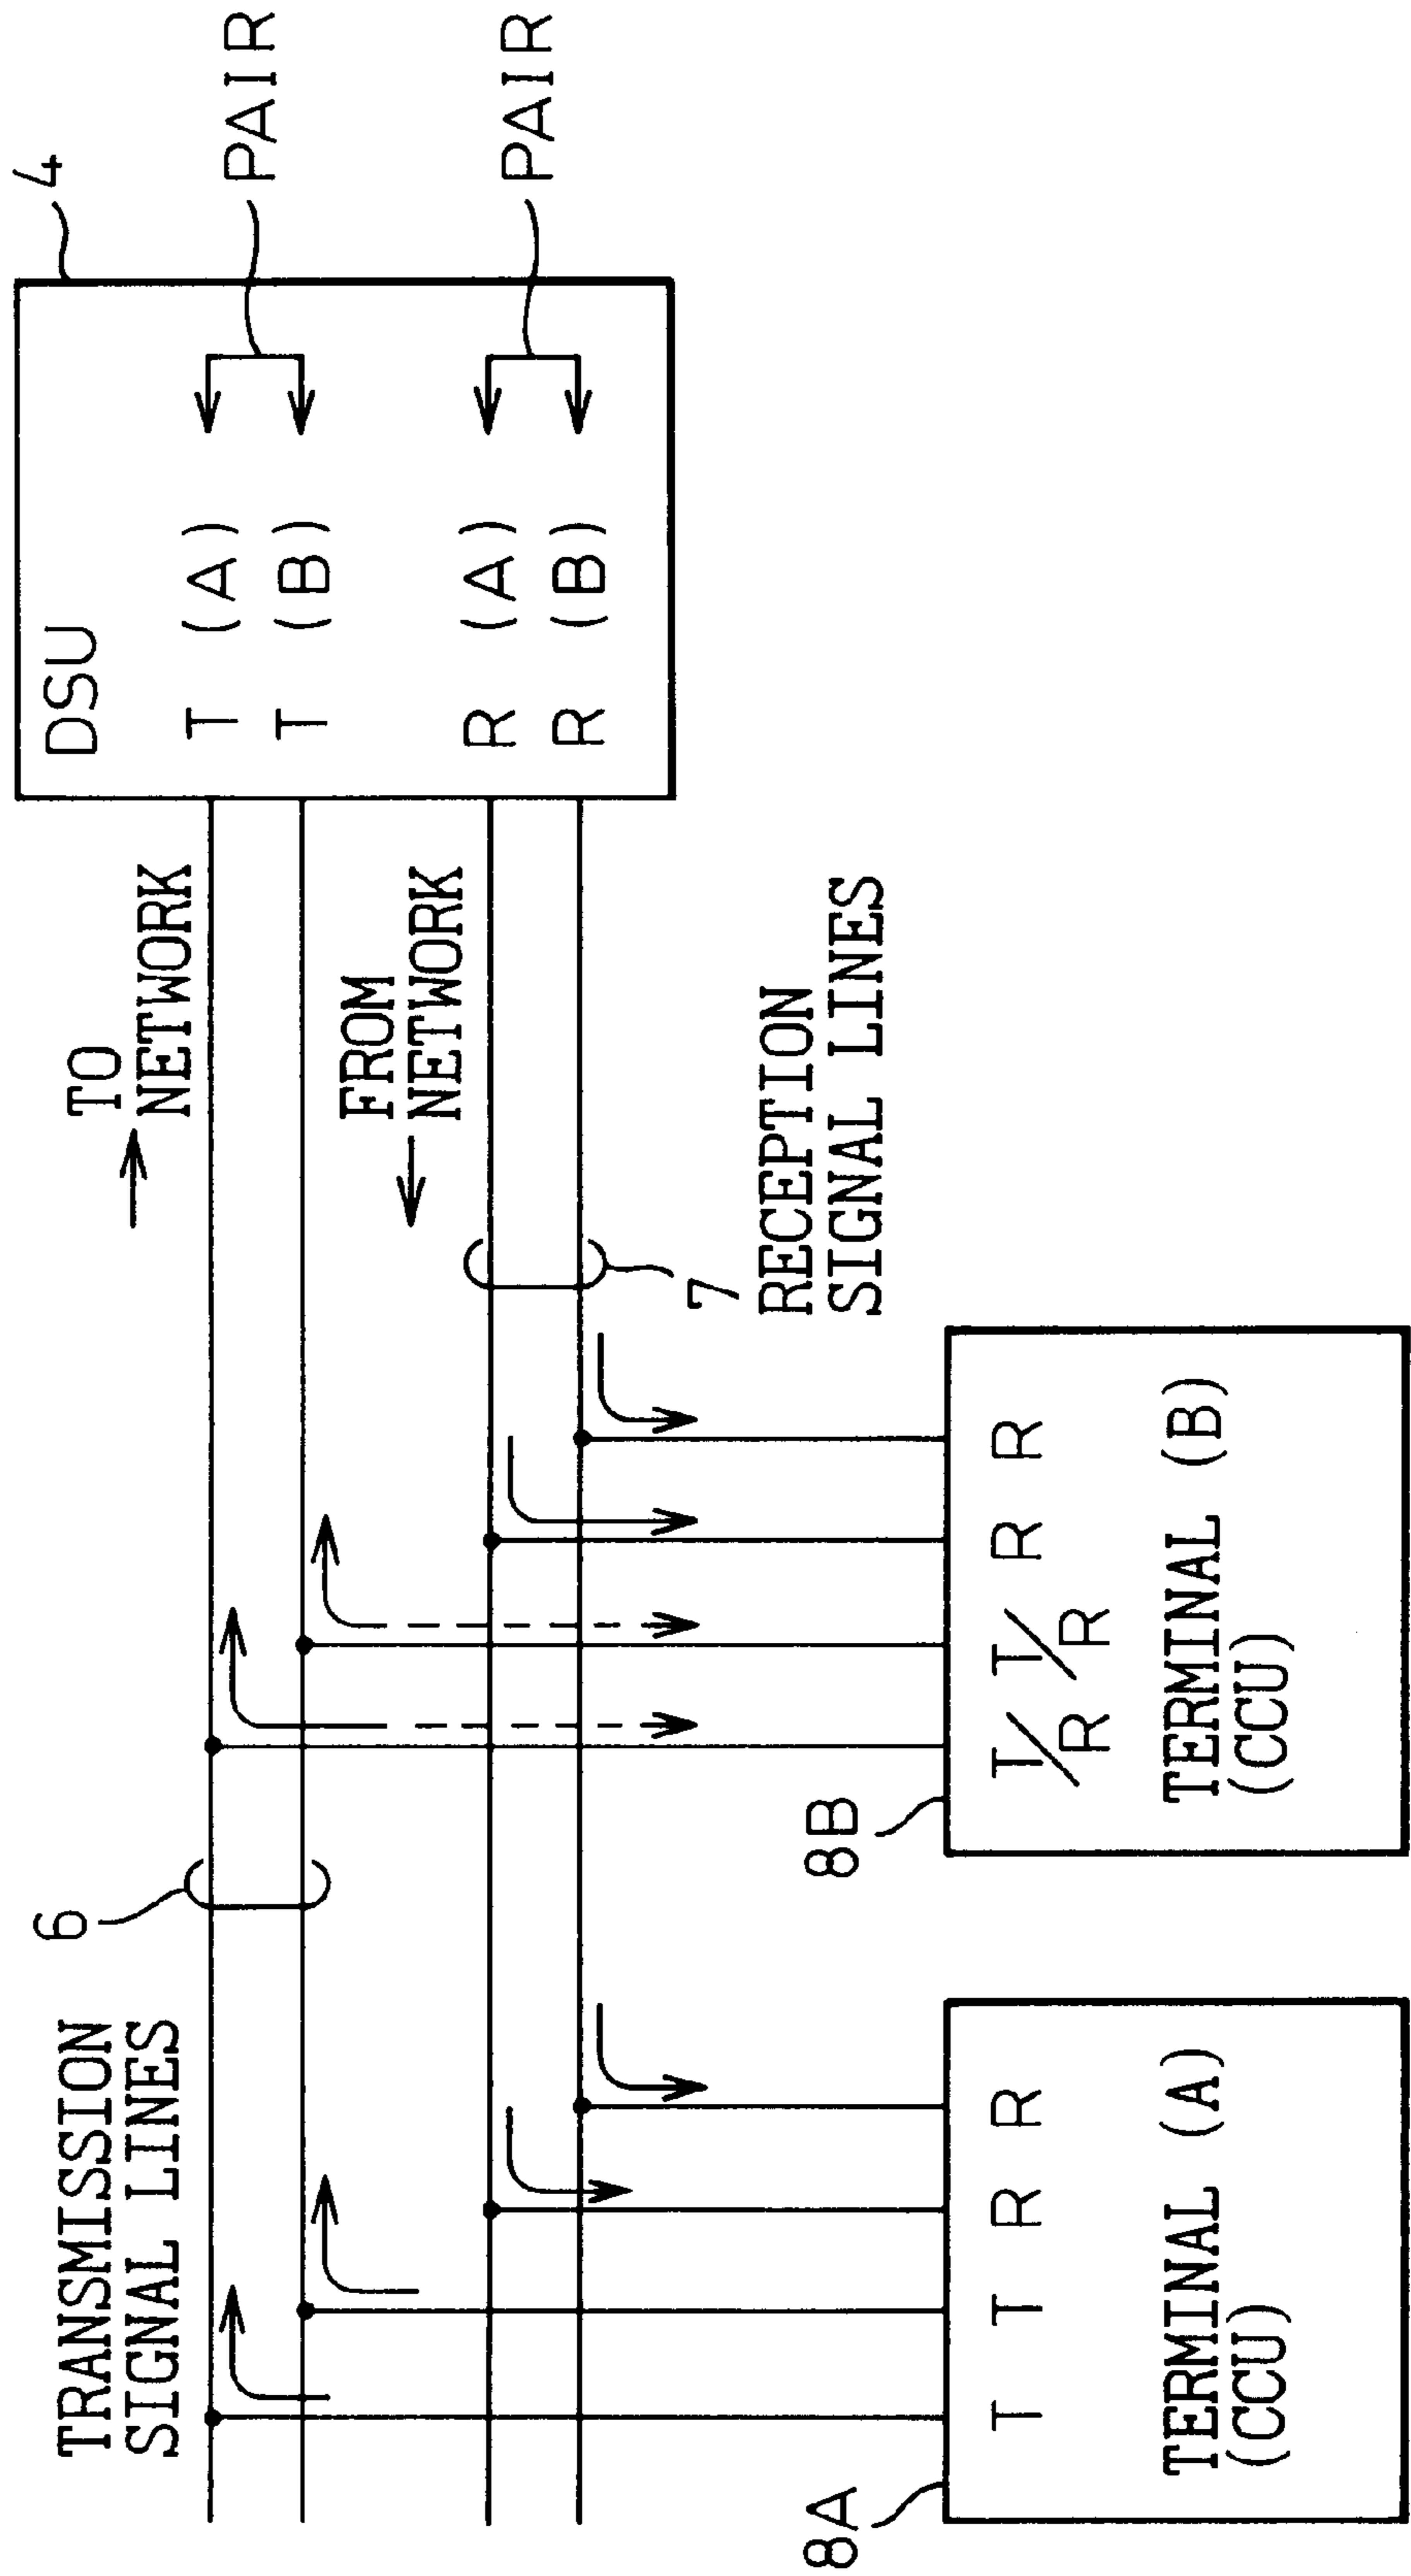 TRANSMISSION
SIGNAL LINES
6
TO
NETWORK
FROM
NETWORK
DSU
4
T (A)
T (B)
R (A)
R (B)
PAIR
PAIR
7
RECEPTION
SIGNAL LINES
8A
T T R R
TERMINAL (A)
(CCU)
8B
T/R T/R R R
TERMINAL (B)
(CCU)